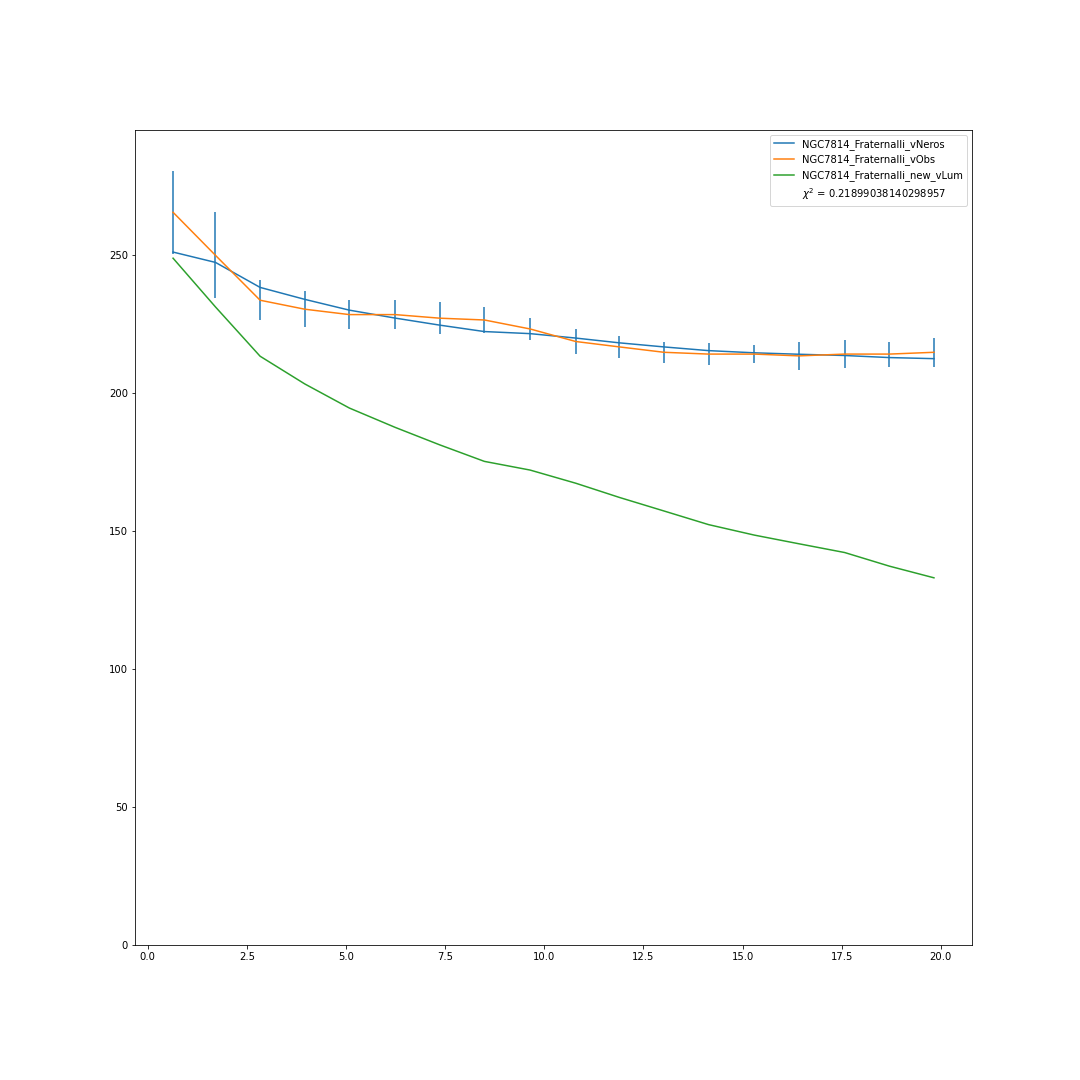 NGC7814_Fraternalli_vNeros
NGC7814_Fraternalli_vObs
NGC7814_Fraternalli_new_vLum
χ² = 0.21899038140298957
250
200
150
100
50
0
0.0 2.5 5.0 7.5 10.0 12.5 15.0 17.5 20.0